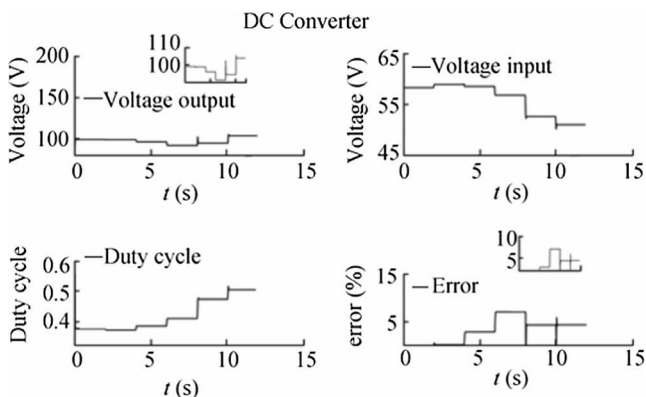 DC Converter
110
100
200
150
100
Voltage (V)
Voltage output
0 5 10 15
t (s)
65
55
45
Voltage (V)
Voltage input
0 5 10 15
t (s)
0.6
0.5
0.4
Duty cycle
Duty cycle
0 5 10 15
t (s)
10
5
15
5
error (%)
Error
0 5 10 15
t (s)